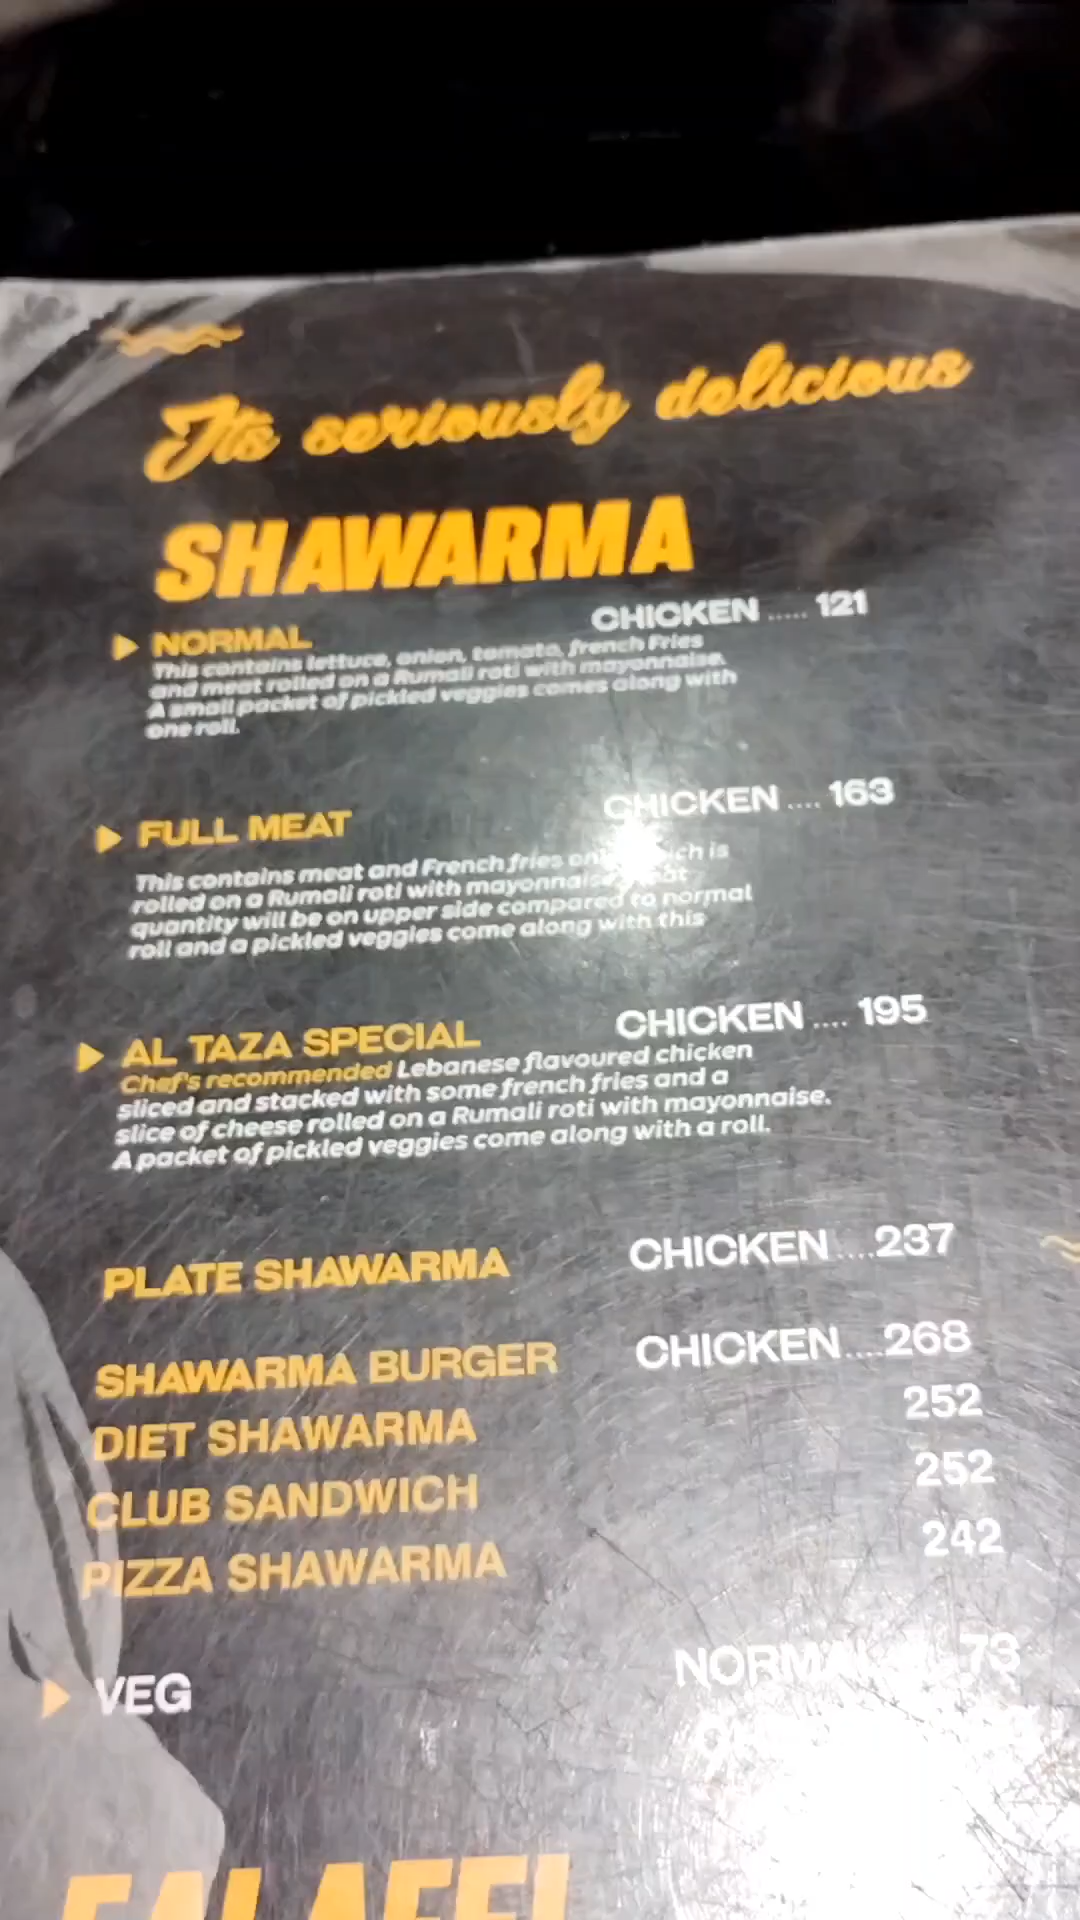 Its seriously delicious
SHAWARMA
NORMAL CHICKEN ..... 121
This contains lettuce, onion, tomato, french Fries
and meat rolled on a Rumali roti with mayonnaise.
A small packet of pickled veggies comes along with
one roll.
FULL MEAT CHICKEN .... 163
This contains meat and French fries is
rolled on a Rumali roti with
quantity will be on upper side compared to normal
roll and a pickled veggies come along with this
AL TAZA SPECIAL CHICKEN .... 195
Chef's recommended Lebanese flavoured chicken
sliced and stacked with some french fries and a
slice of cheese rolled on a Rumali roti with mayonnaise.
A packet of pickled veggies come along with a roll.
PLATE SHAWARMA CHICKEN ....237
SHAWARMA BURGER CHICKEN ....268
DIET SHAWARMA 252
CLUB SANDWICH 252
PIZZA SHAWARMA 242
VEG NORMAL 73
FALAFEL